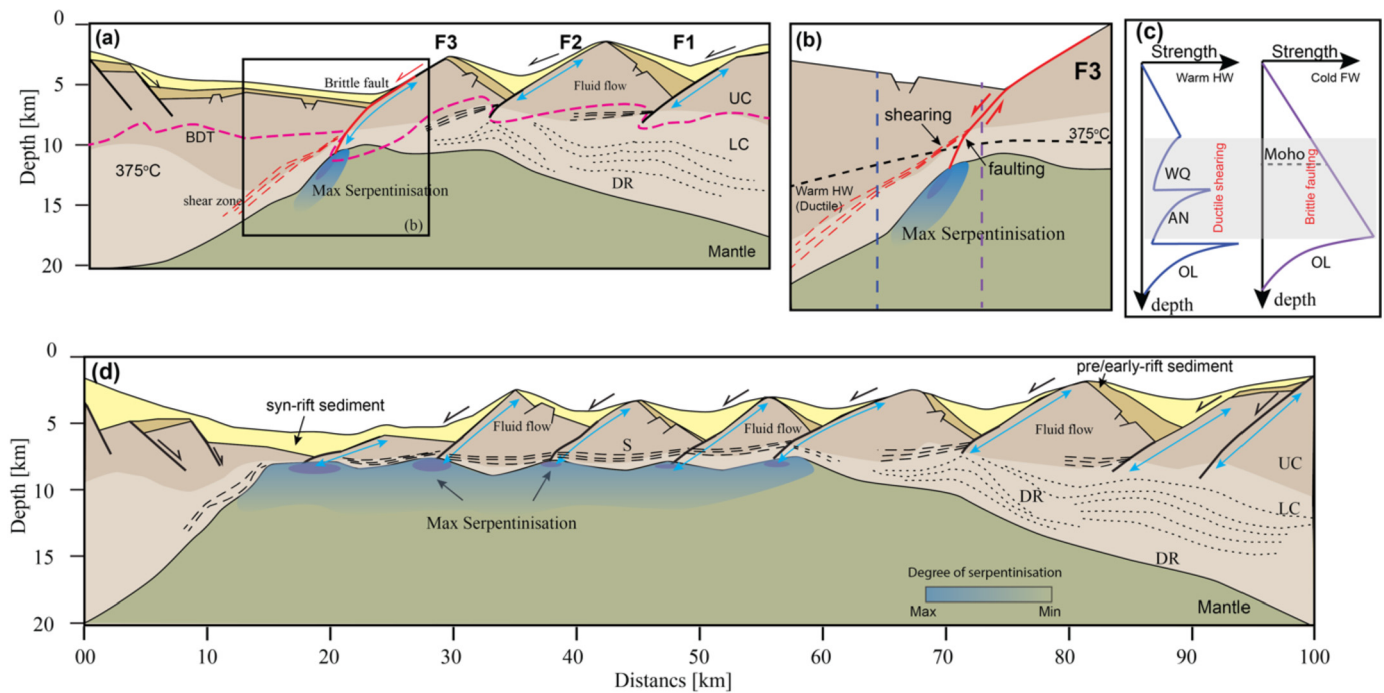 (a)
0
5
10
15
20
Depth [km]
F3
F2
F1
Brittle fault
Fluid flow
UC
BDT
LC
375ºC
DR
Max Serpentinisation
shear zone
(b)
Mantle
(b)
F3
shearing
375ºC
faulting
Warm HW
(Ductile)
Max Serpentinisation
(c)
Strength
Strength
Warm HW
Cold FW
Moho
WQ
AN
Ductile shearing
Brittle faulting
OL
OL
depth
depth
(d)
0
5
10
15
20
Depth [km]
pre/early-rift sediment
syn-rift sediment
Fluid flow
Fluid flow
Fluid flow
S
UC
DR
LC
Max Serpentinisation
DR
Degree of serpentinisation
Max
Min
Mantle
00
10
20
30
40
50
60
70
80
90
100
Distancs [km]